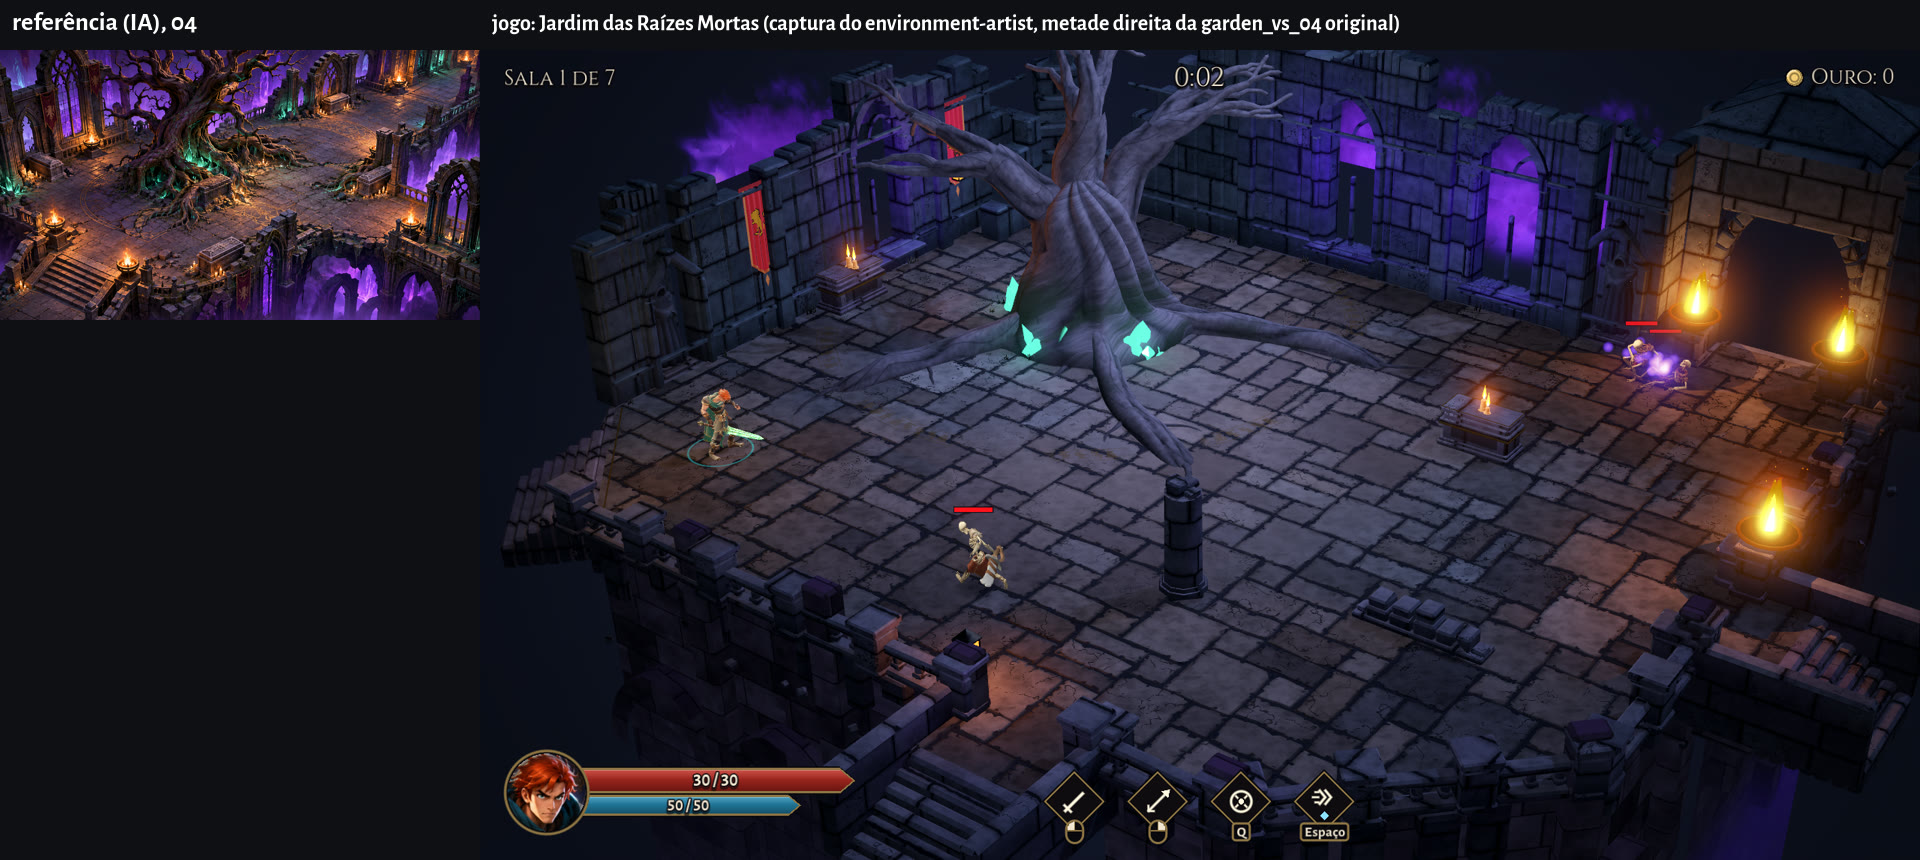 referência (IA), 04
jogo: Jardim das Raízes Mortas (captura do environment-artist, metade direita da garden_vs_04 original)
Sala 1 de 7
0:02
Ouro: 0
30/30
50/50
Q
Espaço